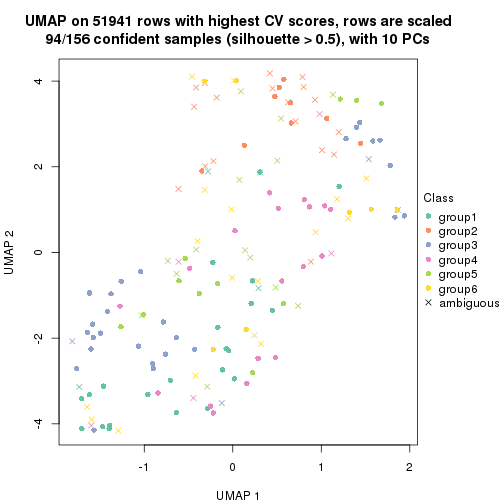 UMAP on 51941 rows with highest CV scores, rows are scaled
94/156 confident samples (silhouette > 0.5), with 10 PCs
4
2
0
-2
-4
UMAP 2
-1
0
1
2
UMAP 1
Class
group1
group2
group3
group4
group5
group6
ambiguous